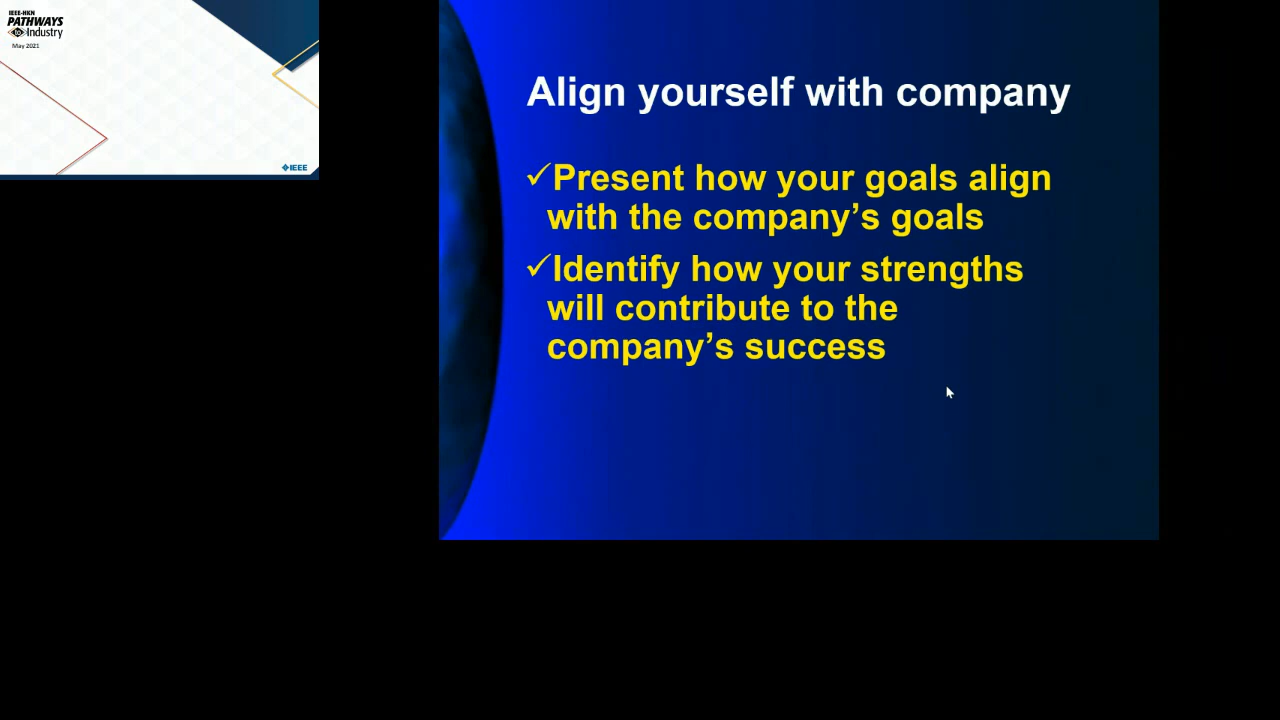 IEEE-HKN
PATHWAYS
to Industry
May 2021
IEEE
Align yourself with company
✓Present how your goals align
with the company’s goals
✓Identify how your strengths
will contribute to the
company’s success